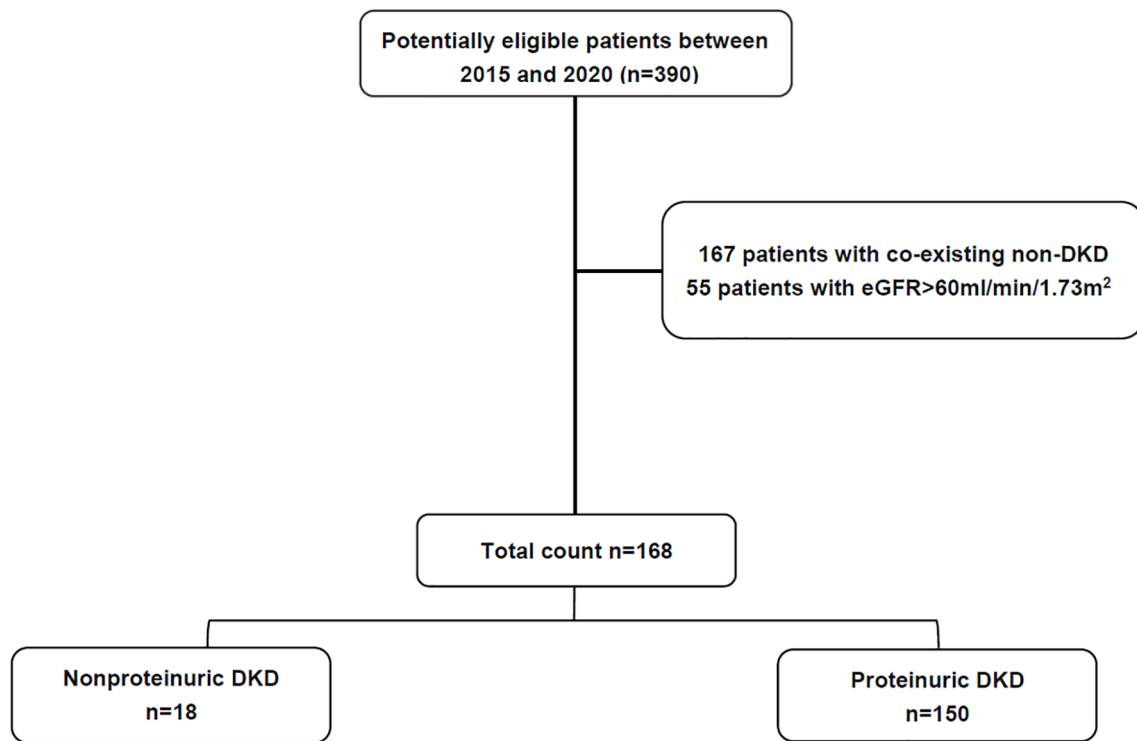 Potentially eligible patients between
2015 and 2020 (n=390)
167 patients with co-existing non-DKD
55 patients with eGFR>60ml/min/1.73m²
Total count n=168
Nonproteinuric DKD
n=18
Proteinuric DKD
n=150